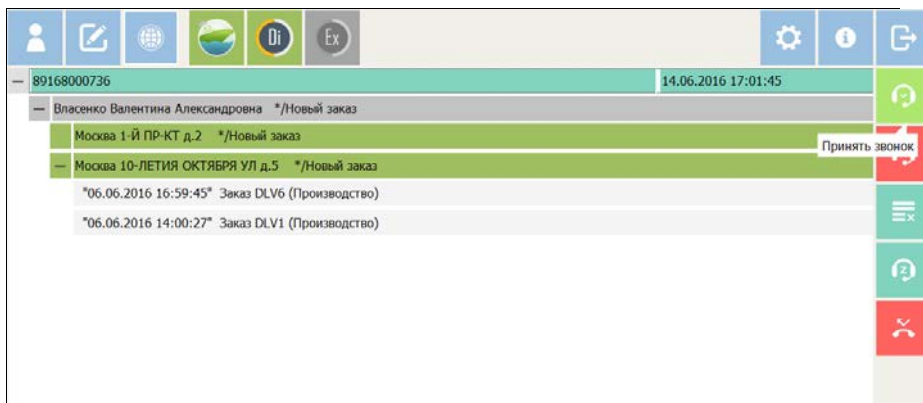 Di Ex
89168000736 14.06.2016 17:01:45
Власенко Валентина Александровна */Новый заказ
Москва 1-Й ПР-КТ д.2 */Новый заказ
Принять звонок
Москва 10-ЛЕТИЯ ОКТЯБРЯ УЛ д.5 */Новый заказ
"06.06.2016 16:59:45" Заказ DLV6 (Производство)
"06.06.2016 14:00:27" Заказ DLV1 (Производство)